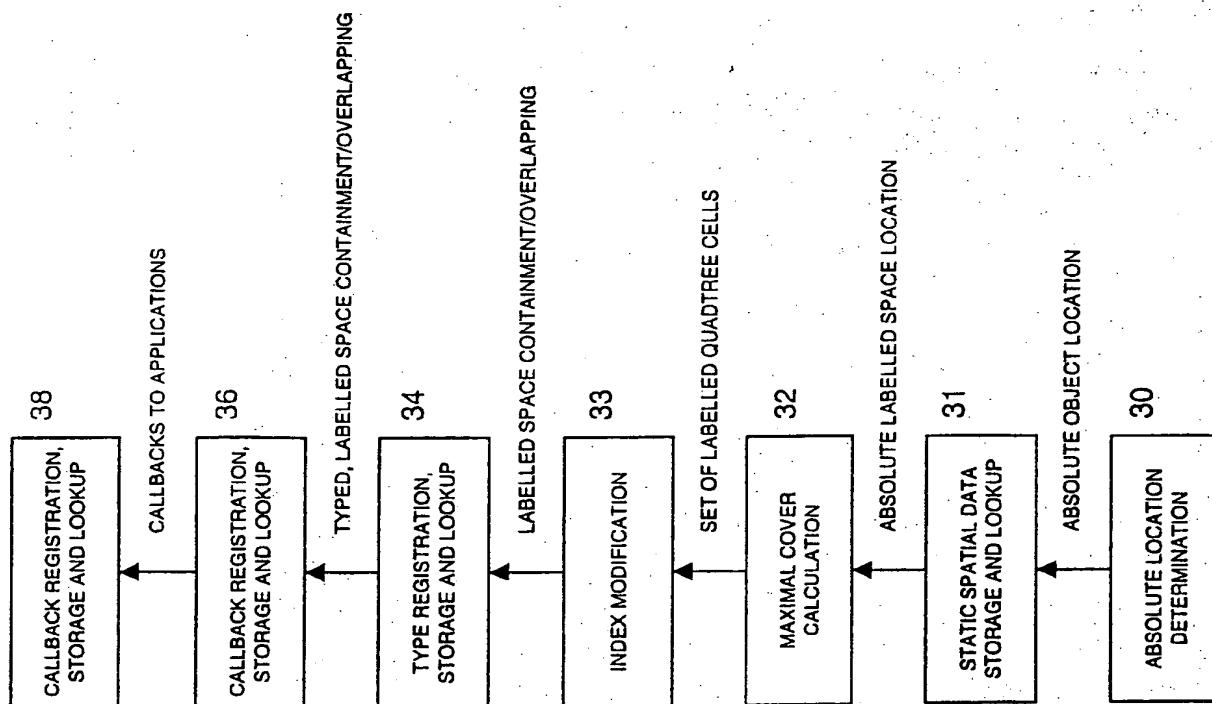 38
CALLBACK REGISTRATION,
STORAGE AND LOOKUP
CALLBACKS TO APPLICATIONS
36
CALLBACK REGISTRATION,
STORAGE AND LOOKUP
TYPED, LABELLED SPACE CONTAINMENT/OVERLAPPING
34
TYPE REGISTRATION,
STORAGE AND LOOKUP
LABELLED SPACE CONTAINMENT/OVERLAPPING
33
INDEX MODIFICATION
SET OF LABELLED QUADTREE CELLS
32
MAXIMAL COVER
CALCULATION
ABSOLUTE LABELLED SPACE LOCATION
31
STATIC SPATIAL DATA
STORAGE AND LOOKUP
ABSOLUTE OBJECT LOCATION
30
ABSOLUTE LOCATION
DETERMINATION